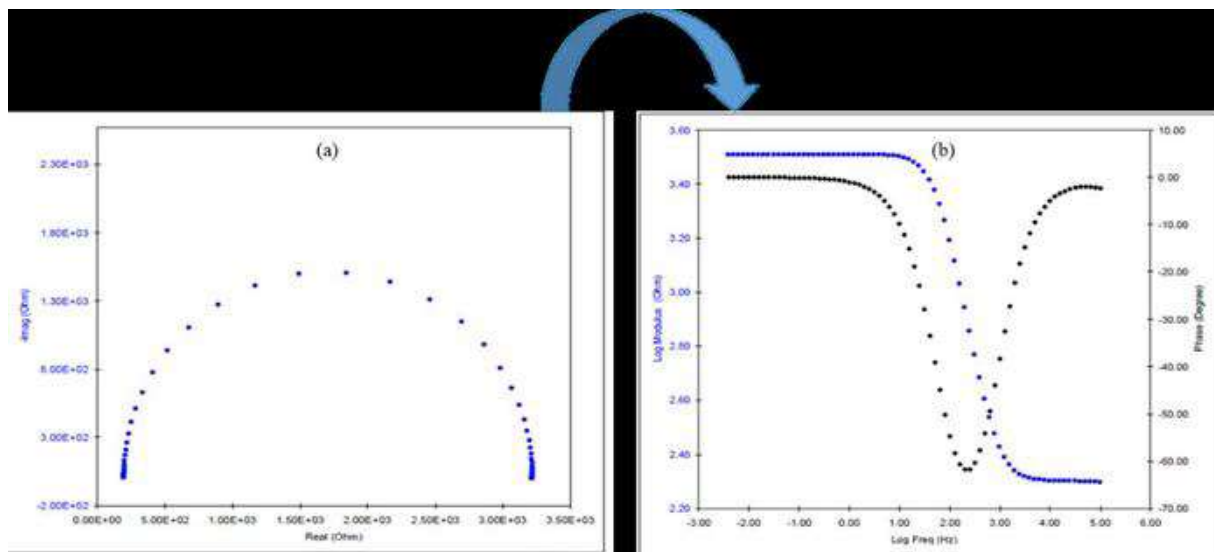 (a)
2.30E+03
1.80E+03
1.30E+03
8.00E+02
3.00E+02
-2.00E+02
-Imag (Ohm)
0.00E+00 5.00E+02 1.00E+03 1.50E+03 2.00E+03 2.50E+03 3.00E+03 3.50E+03
Real (Ohm)
(b)
3.60
3.40
3.20
3.00
2.80
2.60
2.40
2.20
Log Modulus (Ohm)
10.00
0.00
-10.00
-20.00
-30.00
-40.00
-50.00
-60.00
-70.00
Phase (Degree)
-3.00 -2.00 -1.00 0.00 1.00 2.00 3.00 4.00 5.00 6.00
Log Freq (Hz)